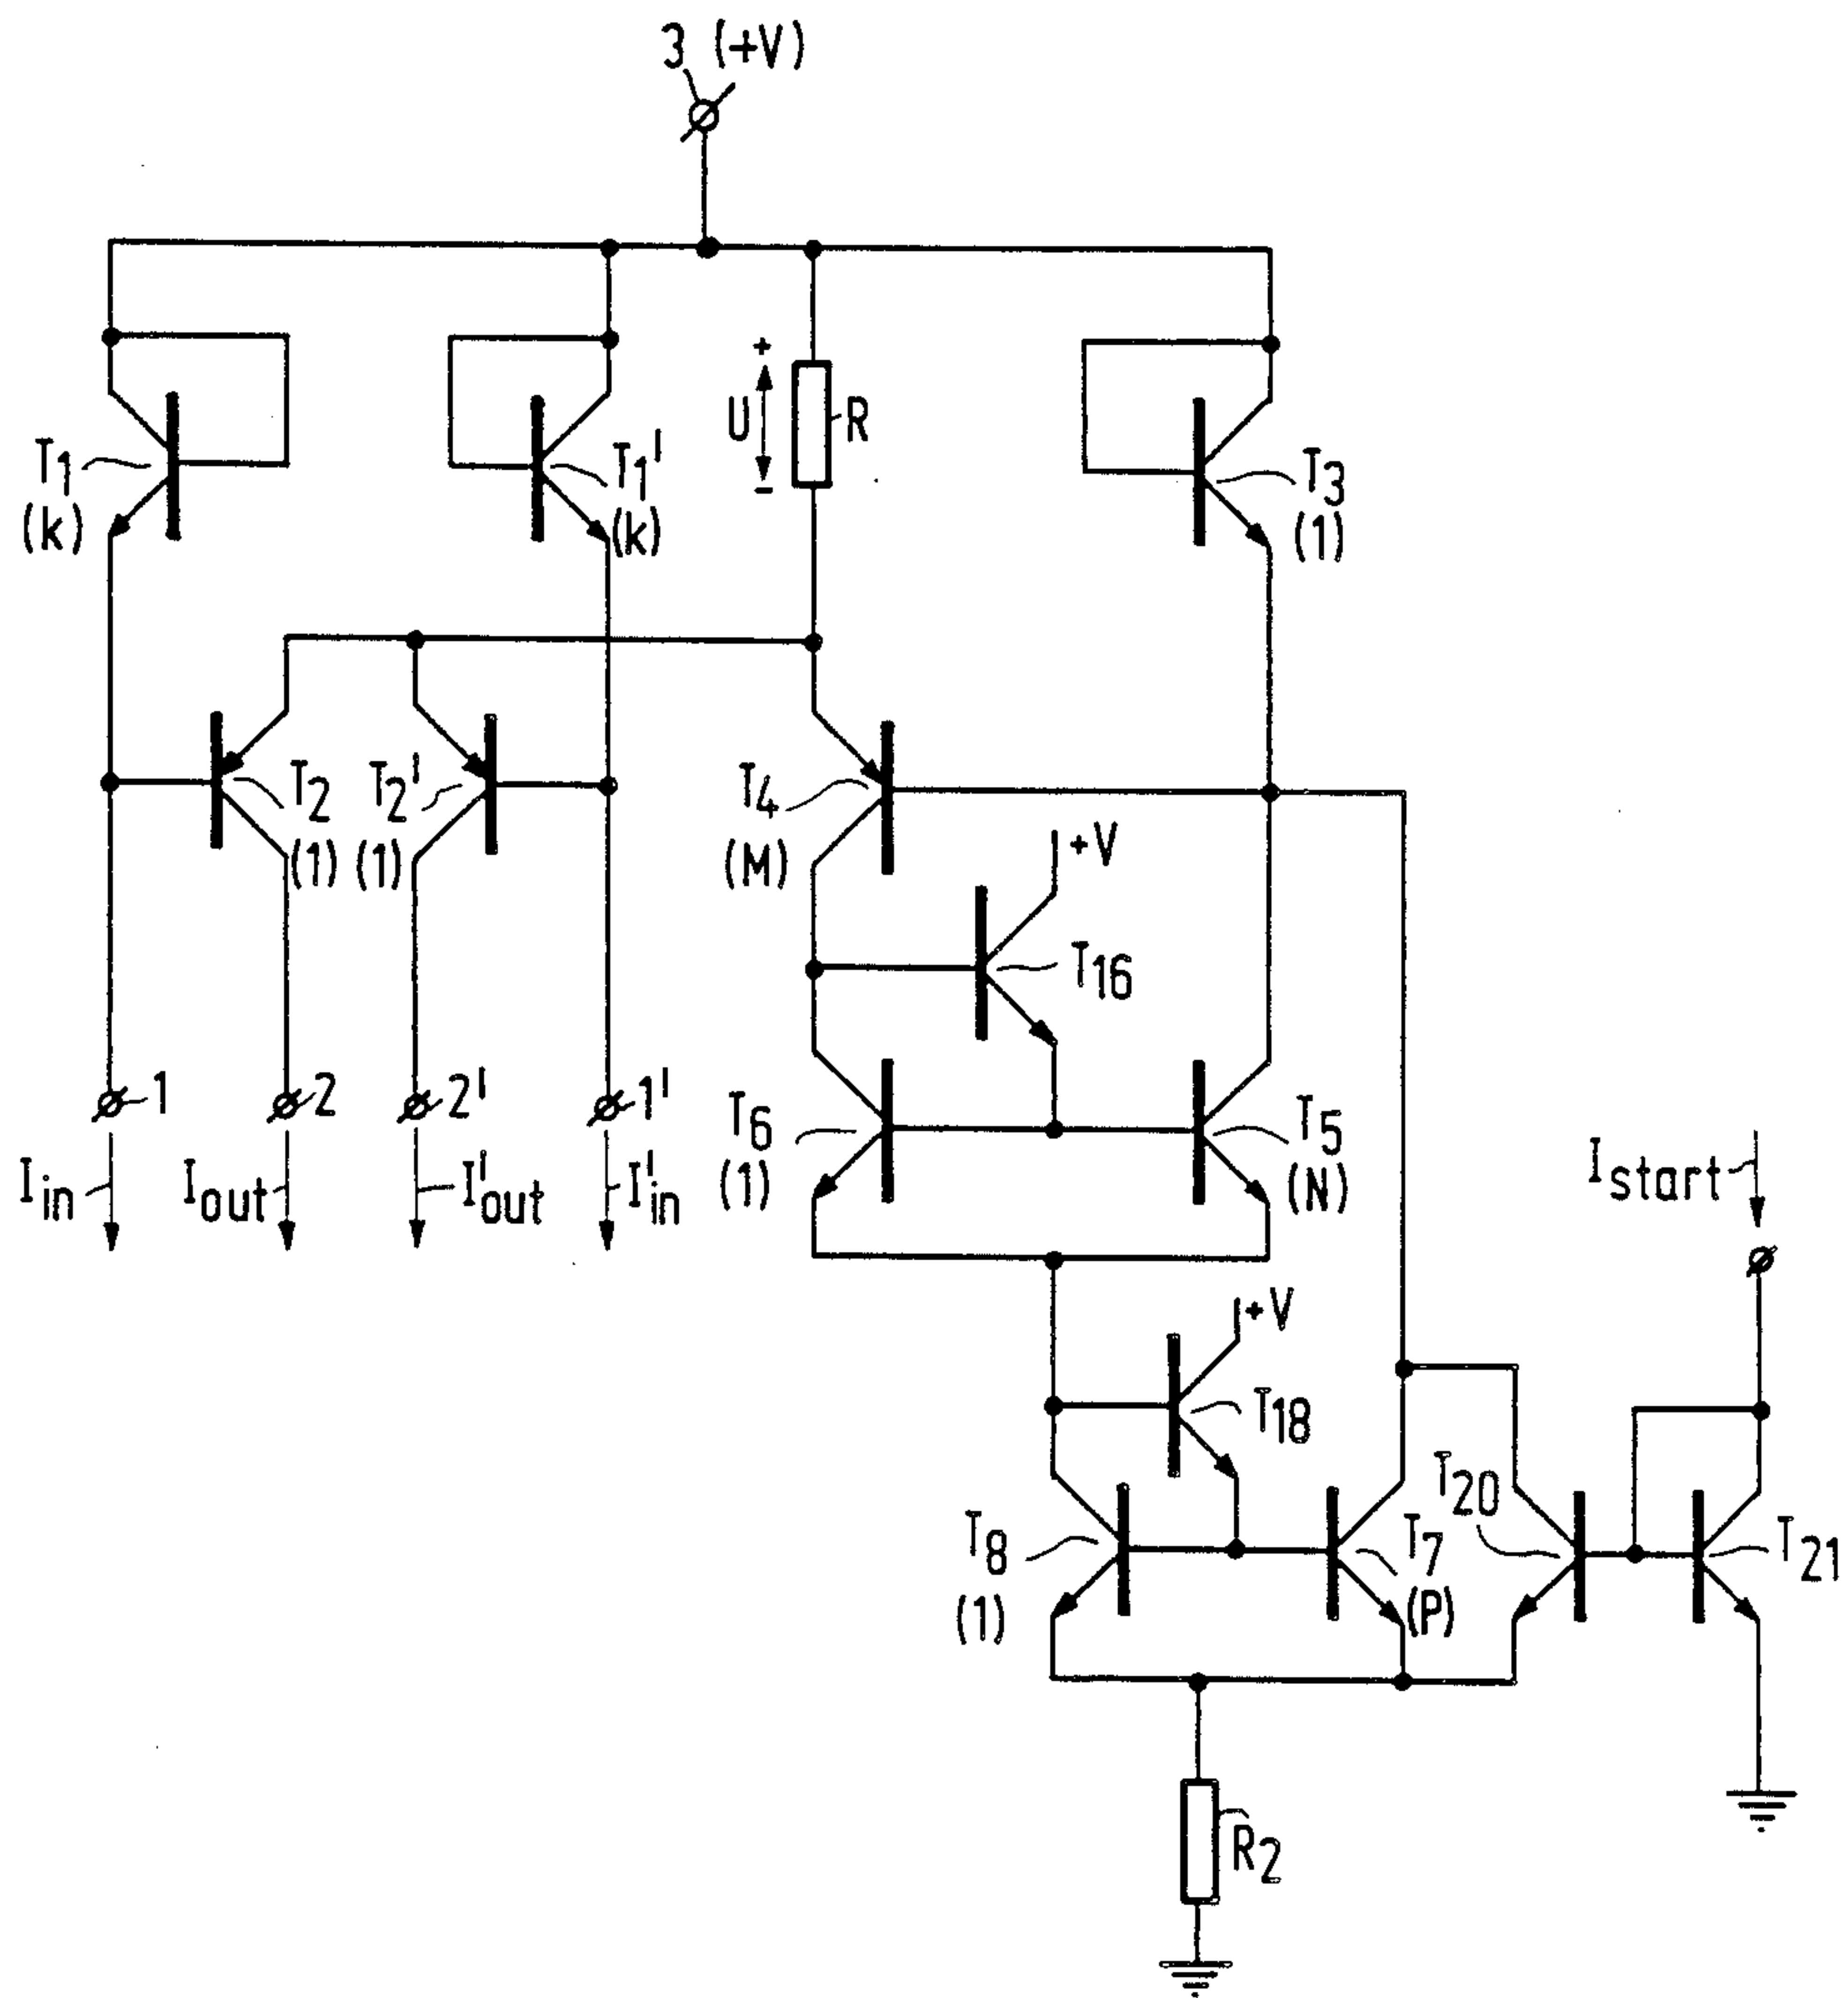 3 (+V)
+
U
-
R
T1
(k)
T1'
(k)
T3
(1)
T2
(1)
T2'
(1)
T4
(M)
+V
T16
1
2
2'
1'
T6
(1)
T5
(N)
Iin
Iout
I'out
I'in
Istart
+V
T18
T8
(1)
T7
(P)
T20
T21
R2